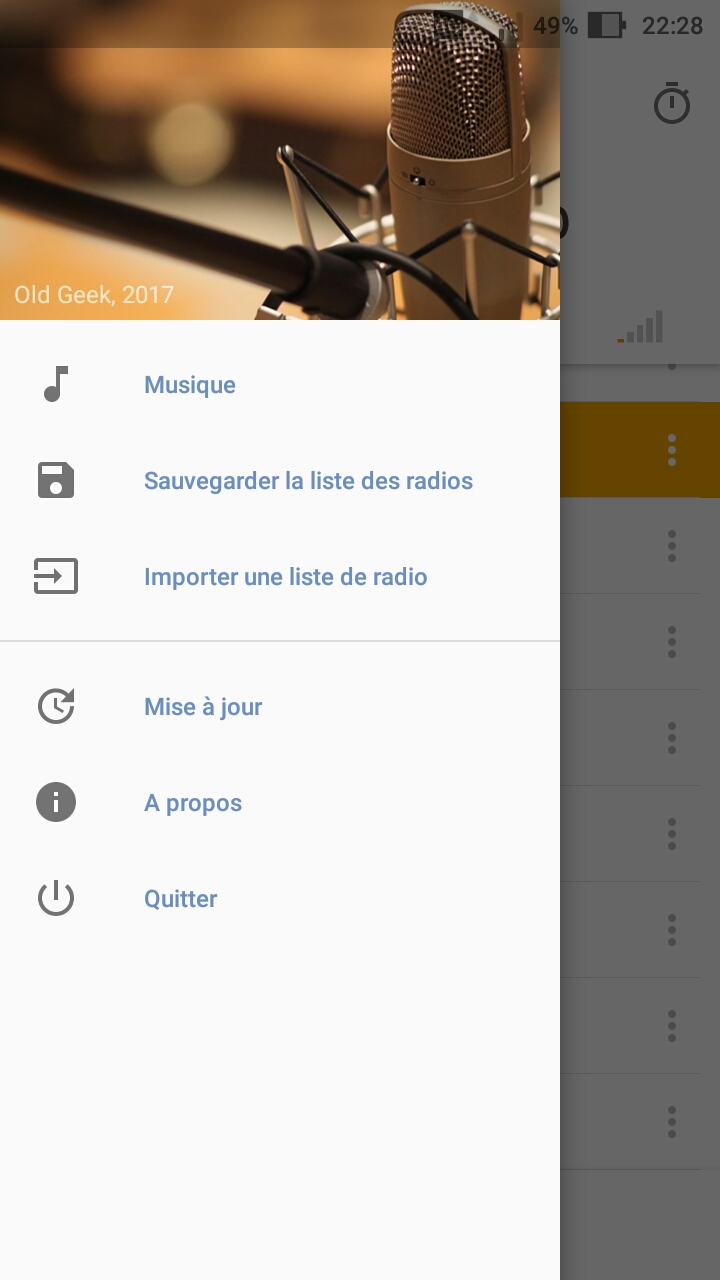 49% 22:28
Old Geek, 2017
Musique
Sauvegarder la liste des radios
Importer une liste de radio
Mise à jour
A propos
Quitter